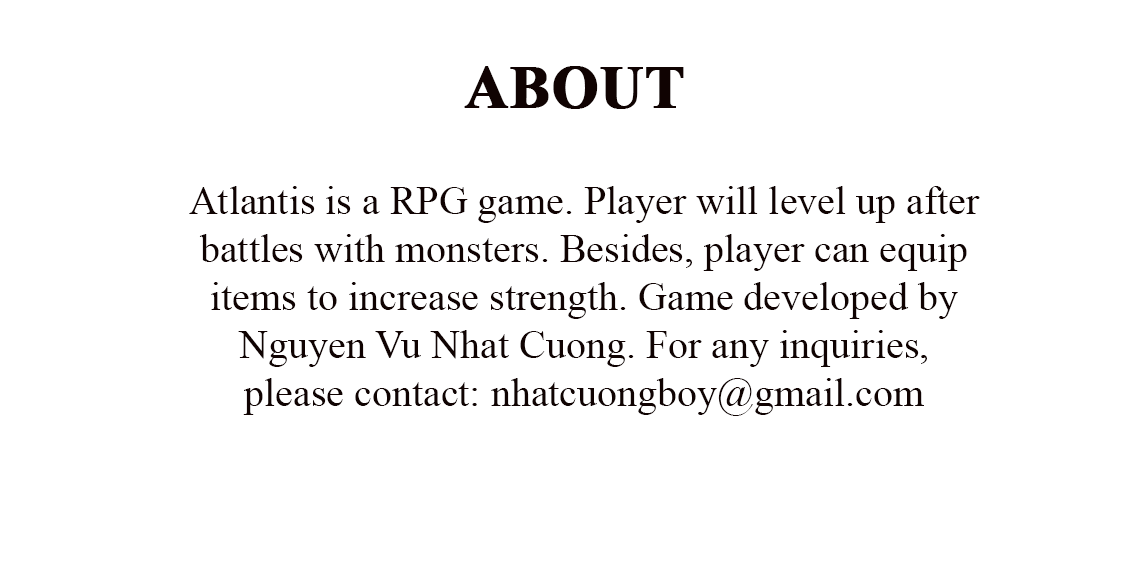 ABOUT
Atlantis is a RPG game. Player will level up after
battles with monsters. Besides, player can equip
items to increase strength. Game developed by
Nguyen Vu Nhat Cuong. For any inquiries,
please contact: nhatcuongboy@gmail.com